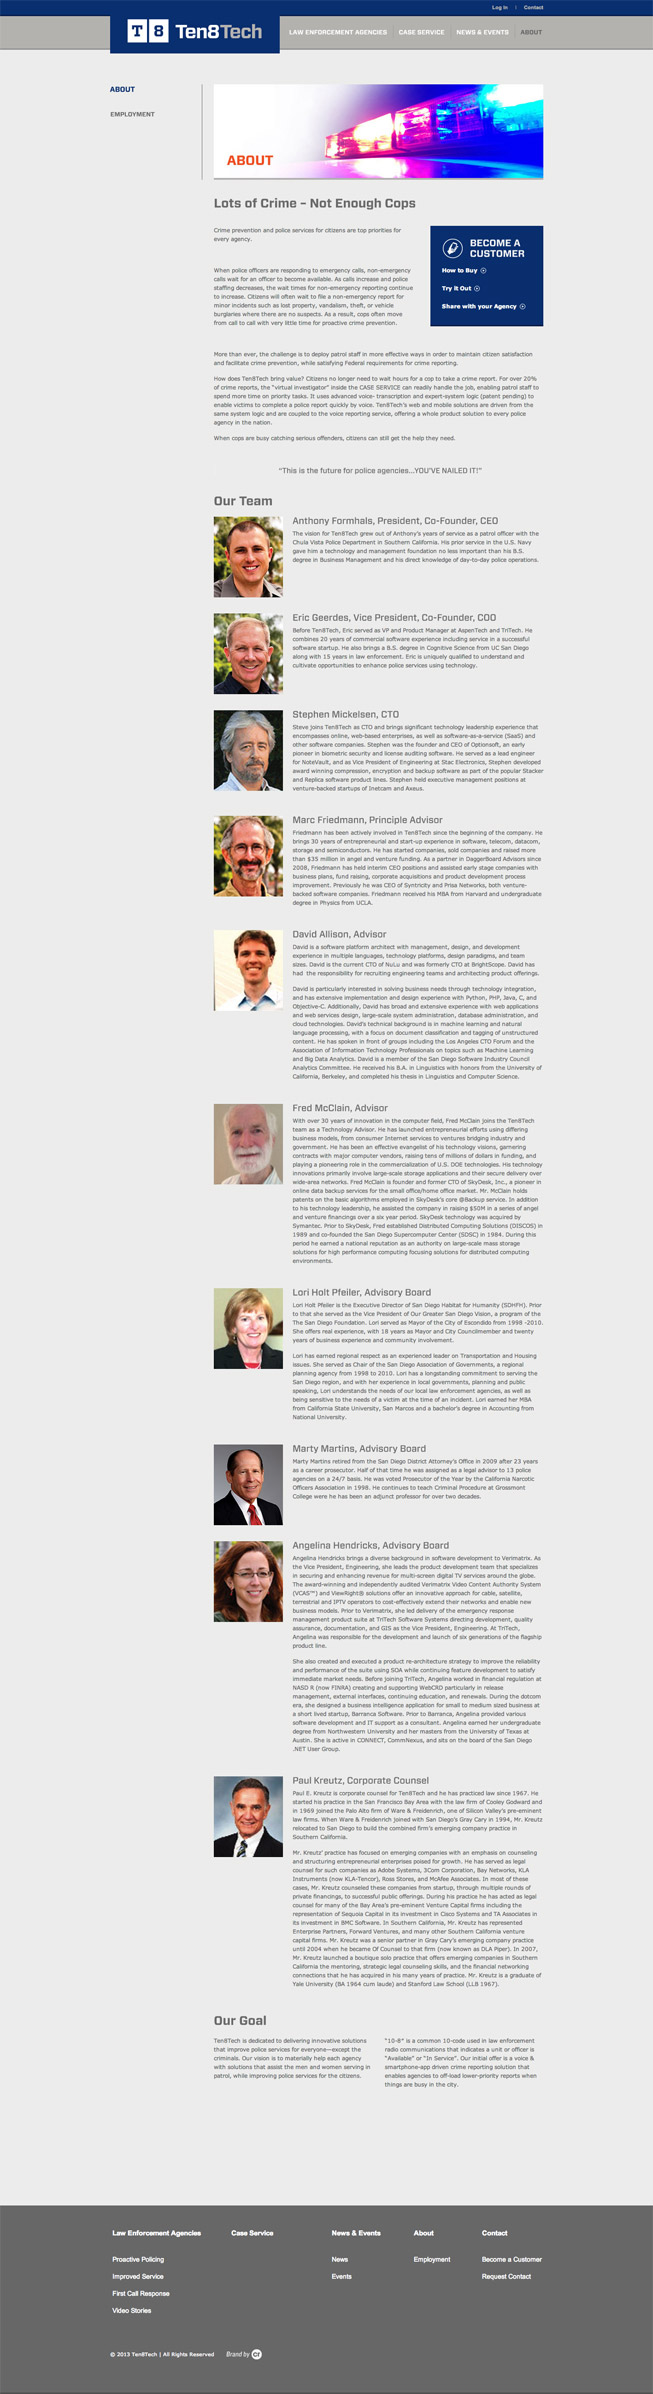 Log In | Contact
T 8 Ten8Tech
LAW ENFORCEMENT AGENCIES
CASE SERVICE
NEWS & EVENTS
ABOUT
ABOUT
EMPLOYMENT
ABOUT
Lots of Crime – Not Enough Cops
Crime prevention and police services for citizens are top priorities for
every agency.
When police officers are responding to emergency calls, non-emergency
calls wait for an officer to become available. As calls increase and police
staffing decreases, the wait times for non-emergency reporting continue
to increase. Citizens will often wait to file a non-emergency report for
minor incidents such as lost property, vandalism, theft, or vehicle
burglaries where there are no suspects. As a result, cops often move
from call to call with very little time for proactive crime prevention.
BECOME A
CUSTOMER
How to Buy
Try it Out
Share with your Agency
More than ever, the challenge is to deploy patrol staff in more effective ways in order to maintain citizen satisfaction
and facilitate crime prevention, while satisfying Federal requirements for crime reporting.
How does Ten8Tech bring value? Citizens no longer need to wait hours for a cop to take a crime report. For over 20%
of crime reports, the "virtual investigator" inside the CASE SERVICE can readily handle the job, enabling patrol staff to
spend more time on priority tasks. It uses advanced voice- transcription and expert-system logic (patent pending) to
enable victims to complete a police report quickly by voice. Ten8Tech's web and mobile solutions are driven from the
same system logic and are coupled to the voice reporting service, offering a whole product solution to every police
agency in the nation.
When cops are busy catching serious offenders, citizens can still get the help they need.
"This is the future for police agencies...YOU'VE NAILED IT!"
Our Team
Anthony Formhals, President, Co-Founder, CEO
The vision for Ten8Tech grew out of Anthony's years of service as a patrol officer with the
Chula Vista Police Department in Southern California. His prior service in the U.S. Navy
gave him a technology and management foundation no less important than his B.S.
degree in Business Management and his direct knowledge of day-to-day police operations.
Eric Geerdes, Vice President, Co-Founder, COO
Before Ten8Tech, Eric served as VP and Product Manager at AspenTech and TriTech. He
combines 20 years of commercial software experience including service in a successful
software startup. He also brings a B.S. degree in Cognitive Science from UC San Diego
along with 15 years in law enforcement. Eric is uniquely qualified to understand and
cultivate opportunities to enhance police services using technology.
Stephen Mickelsen, CTO
Steve joins Ten8Tech as CTO and brings significant technology leadership experience that
encompasses online, web-based enterprises, as well as software-as-a-service (SaaS) and
other software companies. Stephen was the founder and CEO of Optionsoft, an early
pioneer in biometric security and license auditing software. He served as a lead engineer
for NoteVault, and as Vice President of Engineering at Stac Electronics, Stephen developed
award winning compression, encryption and backup software as part of the popular Stacker
and Replica software product lines. Stephen held executive management positions at
venture-backed startups of Inetcam and Axeus.
Marc Friedmann, Principle Advisor
Friedmann has been actively involved in Ten8Tech since the beginning of the company. He
brings 30 years of entrepreneurial and start-up experience in software, telecom, datacom,
storage and semiconductors. He has started companies, sold companies and raised more
than $35 million in angel and venture funding. As a partner in DaggerBoard Advisors since
2008, Friedmann has held interim CEO positions and assisted early stage companies with
business plans, fund raising, corporate acquisitions and product development process
improvement. Previously he was CEO of Syntricity and Prisa Networks, both venture-
backed software companies. Friedmann received his MBA from Harvard and undergraduate
degree in Physics from UCLA.
David Allison, Advisor
David is a software platform architect with management, design, and development
experience in multiple languages, technology platforms, design paradigms, and team
sizes. David is the current CTO of NuLu and was formerly CTO at BrightScope. David has
had the responsibility for recruiting engineering teams and architecting product offerings.
David is particularly interested in solving business needs through technology integration,
and has extensive implementation and design experience with Python, PHP, Java, C, and
Objective-C. Additionally, David has broad and extensive experience with web applications
and web services design, large-scale system administration, database administration, and
cloud technologies. David's technical background is in machine learning and natural
language processing, with a focus on document classification and tagging of unstructured
content. He has spoken in front of groups including the Los Angeles CTO Forum and the
Association of Information Technology Professionals on topics such as Machine Learning
and Big Data Analytics. David is a member of the San Diego Software Industry Council
Analytics Committee. He received his B.A. in Linguistics with honors from the University of
California, Berkeley, and completed his thesis in Linguistics and Computer Science.
Fred McClain, Advisor
With over 30 years of innovation in the computer field, Fred McClain joins the Ten8Tech
team as a Technology Advisor. He has launched entrepreneurial efforts using differing
business models, from consumer Internet services to ventures bridging industry and
government. He has been an effective evangelist of his technology visions, garnering
contracts with major computer vendors, raising tens of millions of dollars in funding, and
playing a pioneering role in the commercialization of U.S. DOE technologies. His technology
innovations primarily involve large-scale storage applications and their secure delivery over
wide-area networks. Fred McClain is founder and former CTO of SkyDesk, Inc., a pioneer in
online data backup services for the small office/home office market. Mr. McClain holds
patents on the basic algorithms employed in SkyDesk's core @Backup service. In addition
to his technology leadership, he assisted the company in raising $50M in a series of angel
and venture financings over a six year period. SkyDesk technology was acquired by
Symantec. Prior to SkyDesk, Fred established Distributed Computing Solutions (DISCOS) in
1989 and co-founded the San Diego Supercomputer Center (SDSC) in 1984. During this
period he earned a national reputation as an authority on large-scale mass storage
solutions for high performance computing focusing solutions for distributed computing
environments.
Lori Holt Pfeiler, Advisory Board
Lori Holt Pfeiler is the Executive Director of San Diego Habitat for Humanity (SDHFH). Prior
to that she served as the Vice President of Our Greater San Diego Vision, a program of the
The San Diego Foundation. Lori served as Mayor of the City of Escondido from 1998 -2010.
She offers real experience, with 18 years as Mayor and City Councilmember and twenty
years of business experience and community involvement.
Lori has earned regional respect as an experienced leader on Transportation and Housing
issues. She served as Chair of the San Diego Association of Governments, a regional
planning agency from 1998 to 2010. Lori has a longstanding commitment to serving the
San Diego region, and with her experience in local governments, planning and public
speaking, Lori understands the needs of our local law enforcement agencies, as well as
being sensitive to the needs of a victim at the time of an incident. Lori earned her MBA
from California State University, San Marcos and a bachelor's degree in Accounting from
National University.
Marty Martins, Advisory Board
Marty Martins retired from the San Diego District Attorney's Office in 2009 after 23 years
as a career prosecutor. Half of that time he was assigned as a legal advisor to 13 police
agencies on a 24/7 basis. He was voted Prosecutor of the Year by the California Narcotic
Officers Association in 1998. He continues to teach Criminal Procedure at Grossmont
College were he has been an adjunct professor for over two decades.
Angelina Hendricks, Advisory Board
Angelina Hendricks brings a diverse background in software development to Verimatrix. As
the Vice President, Engineering, she leads the product development team that specializes
in securing and enhancing revenue for multi-screen digital TV services around the globe.
The award-winning and independently audited Verimatrix Video Content Authority System
(VCAS™) and ViewRight® solutions offer an innovative approach for cable, satellite,
terrestrial and IPTV operators to cost-effectively extend their networks and enable new
business models. Prior to Verimatrix, she led delivery of the emergency response
management product suite at TriTech Software Systems directing development, quality
assurance, documentation, and GIS as the Vice President, Engineering. At TriTech,
Angelina was responsible for the development and launch of six generations of the flagship
product line.
She also created and executed a product re-architecture strategy to improve the reliability
and performance of the suite using SOA while continuing feature development to satisfy
immediate market needs. Before joining TriTech, Angelina worked in financial regulation at
NASD R (now FINRA) creating and supporting WebCRD particularly in release
management, external interfaces, continuing education, and renewals. During the dotcom
era, she designed a business intelligence application for small to medium sized business at
a short lived startup, Barranca Software. Prior to Barranca, Angelina provided various
software development and IT support as a consultant. Angelina earned her undergraduate
degree from Northwestern University and her masters from the University of Texas at
Austin. She is active in CONNECT, CommNexus, and sits on the board of the San Diego
.NET User Group.
Paul Kreutz, Corporate Counsel
Paul E. Kreutz is corporate counsel for Ten8Tech and he has practiced law since 1967. He
started his practice in the San Francisco Bay Area with the law firm of Cooley Godward and
in 1969 joined the Palo Alto firm of Ware & Freidenrich, one of Silicon Valley's pre-eminent
law firms. When Ware & Freidenrich joined with San Diego's Gray Cary in 1994, Mr. Kreutz
relocated to San Diego to build the combined firm's emerging company practice in
Southern California.
Mr. Kreutz' practice has focused on emerging companies with an emphasis on counseling
and structuring entrepreneurial enterprises poised for growth. He has served as legal
counsel for such companies as Adobe Systems, 3Com Corporation, Bay Networks, KLA
Instruments (now KLA-Tencor), Ross Stores, and McAfee Associates. In most of these
cases, Mr. Kreutz counseled these companies from startup, through multiple rounds of
private financings, to successful public offerings. During his practice he has acted as legal
counsel for many of the Bay Area's pre-eminent Venture Capital firms including the
representation of Sequoia Capital in its investment in Cisco Systems and TA Associates in
its investment in BMC Software. In Southern California, Mr. Kreutz has represented
Enterprise Partners, Forward Ventures, and many other Southern California venture
capital firms. Mr. Kreutz was a senior partner in Gray Cary's emerging company practice
until 2004 when he became Of Counsel to that firm (now known as DLA Piper). In 2007,
Mr. Kreutz launched a boutique solo practice that offers emerging companies in Southern
California the mentoring, strategic legal counseling skills, and the financial networking
connections that he has acquired in his many years of practice. Mr. Kreutz is a graduate of
Yale University (BA 1964 cum laude) and Stanford Law School (LLB 1967).
Our Goal
Ten8Tech is dedicated to delivering innovative solutions
that improve police services for everyone—except the
criminals. Our vision is to materially help each agency
with solutions that assist the men and women serving in
patrol, while improving police services for the citizens.
"10-8" is a common 10-code used in law enforcement
radio communications that indicates a unit or officer is
"Available" or "In Service". Our initial offer is a voice &
smartphone-app driven crime reporting solution that
enables agencies to off-load lower-priority reports when
things are busy in the city.
Law Enforcement Agencies
Proactive Policing
Improved Service
First Call Response
Video Stories
Case Service
News & Events
News
Events
About
Employment
Contact
Become a Customer
Request Contact
© 2013 Ten8Tech | All Rights Reserved
Brand by cr